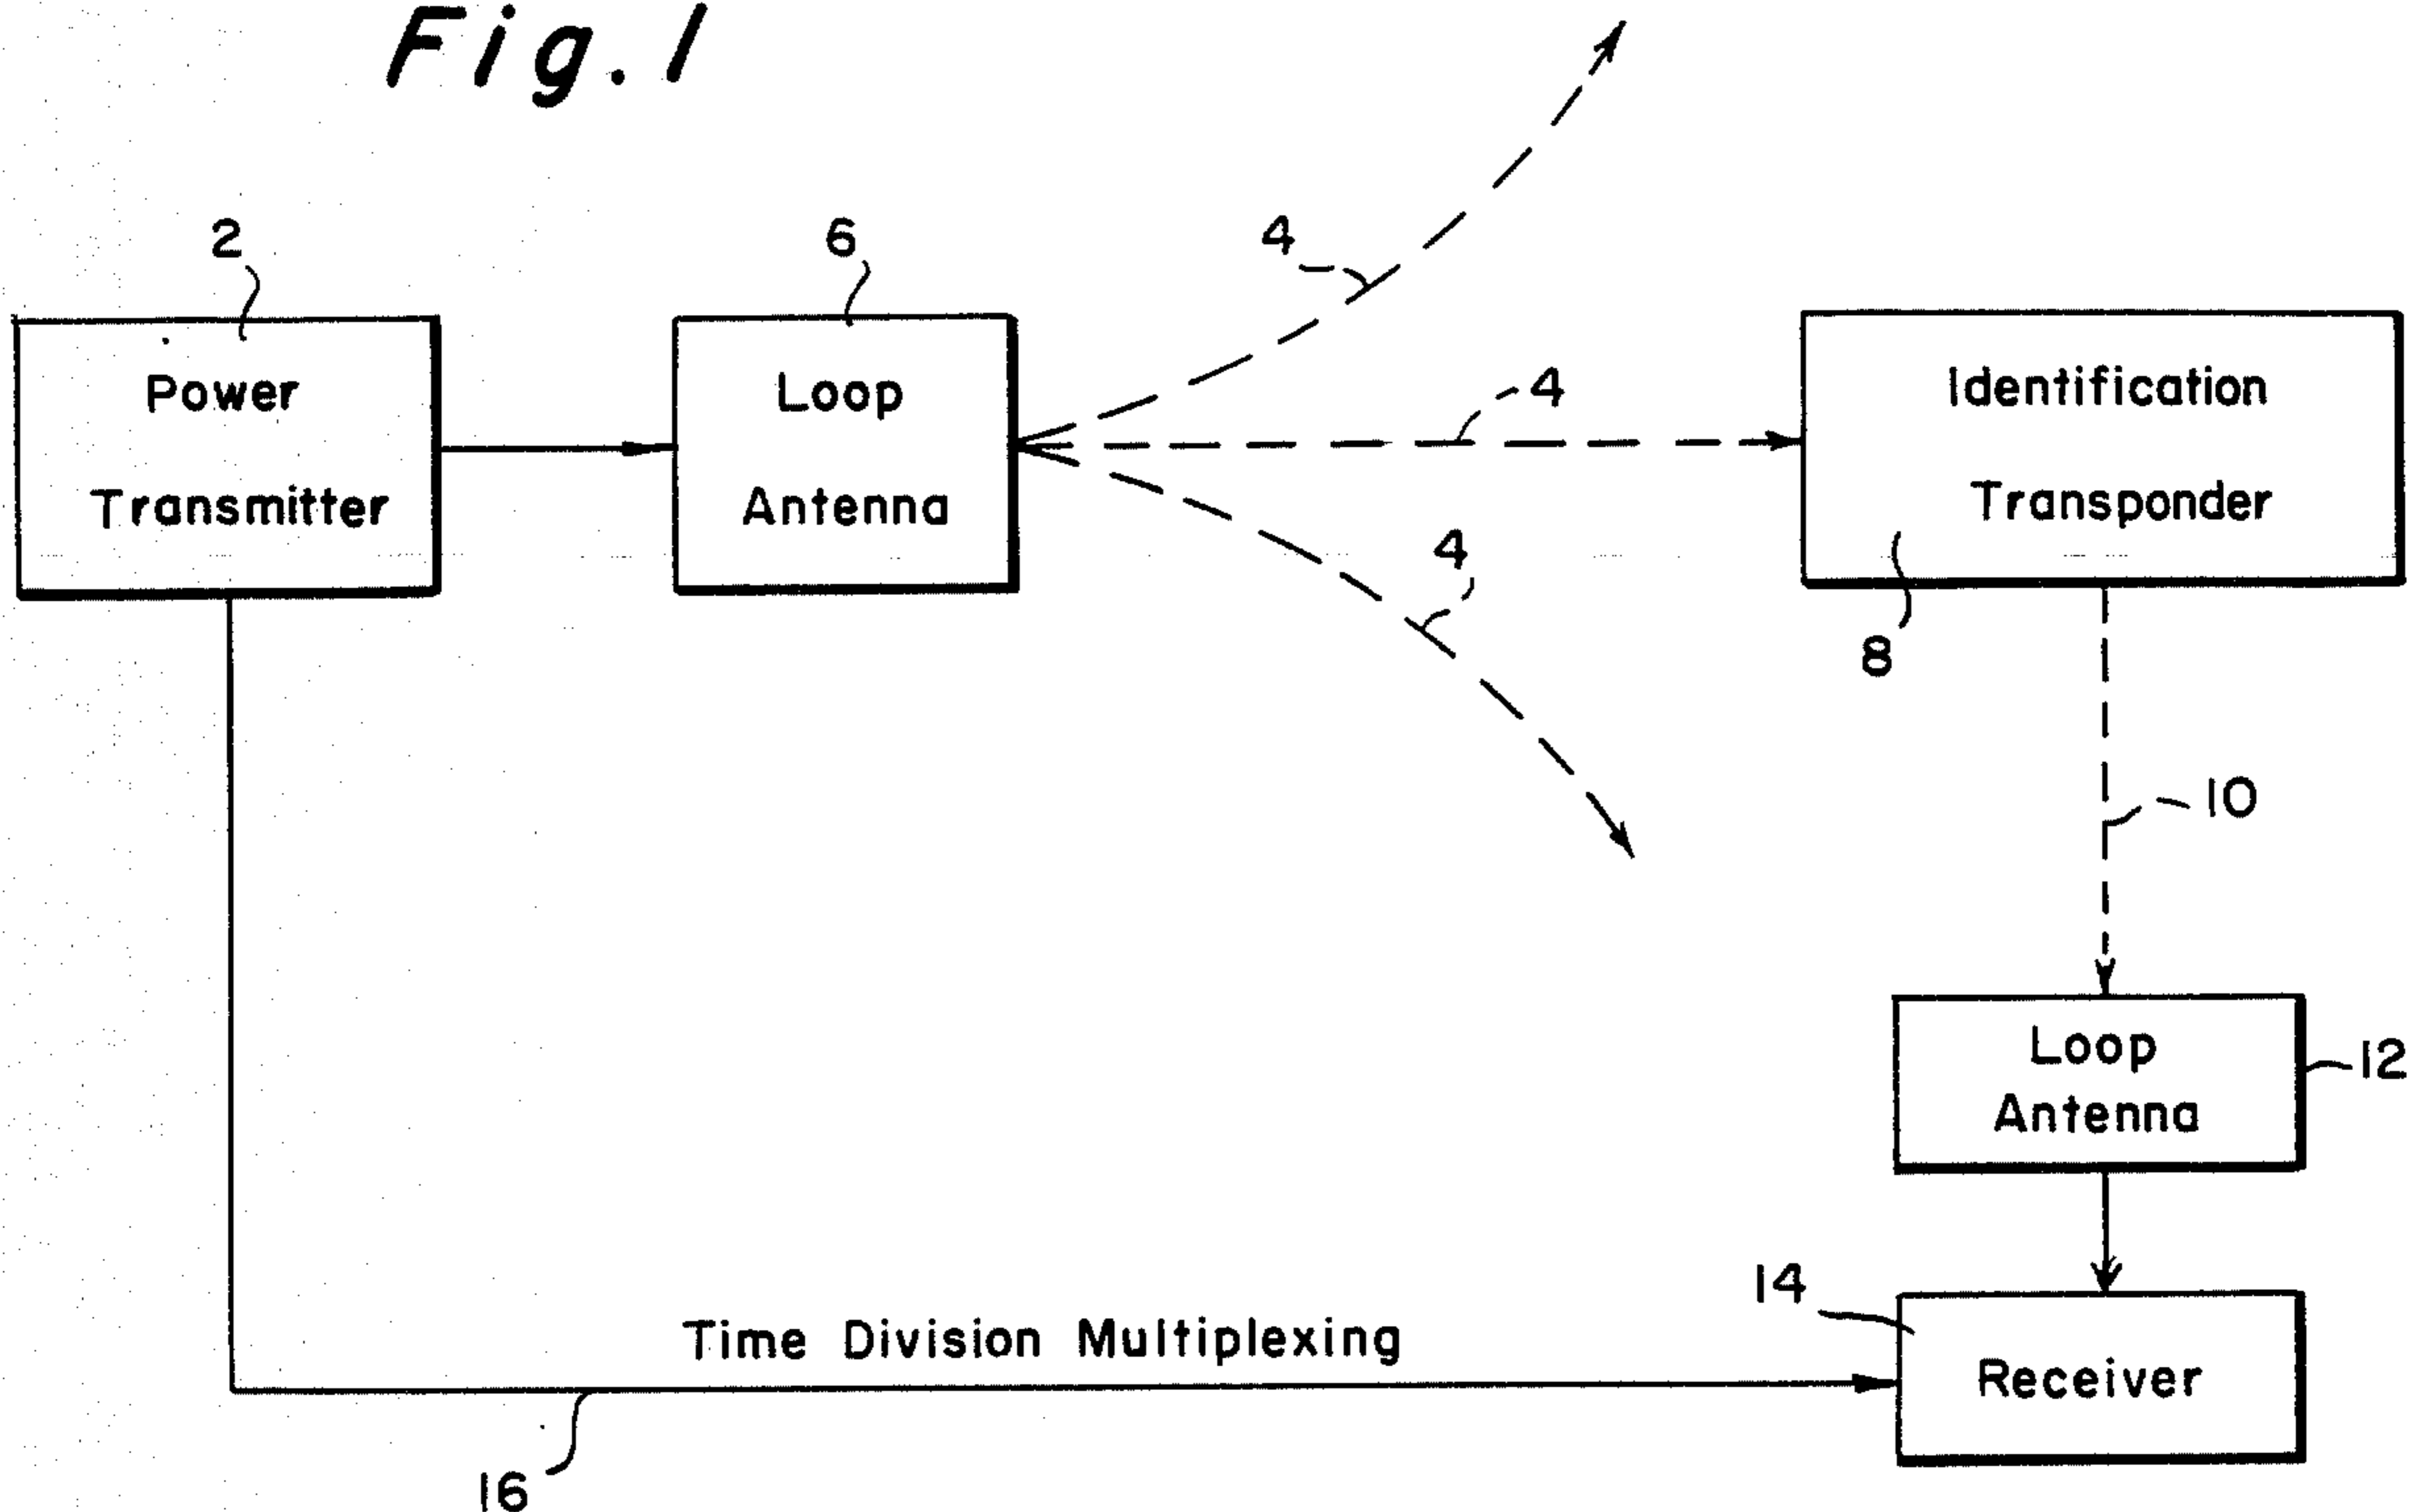 Fig. 1
2
6
4
Power
Transmitter
Loop
Antenna
4
Identification
Transponder
4
8
10
Loop
Antenna
12
14
Time Division Multiplexing
Receiver
16